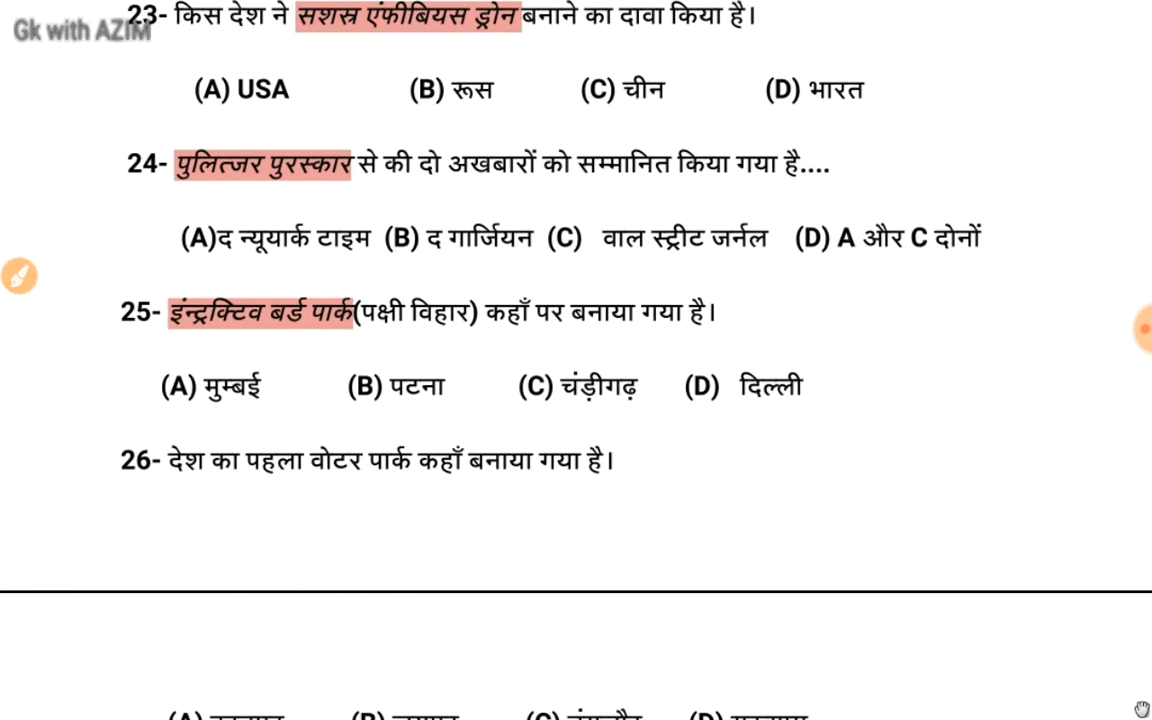 23- किस देश ने सशस्र एंफीबियस ड्रोन बनाने का दावा किया है।
Gk with AZIM
(A) USA (B) रूस (C) चीन (D) भारत
24- पुलित्जर पुरस्कार से की दो अखबारों को सम्मानित किया गया है....
(A)द न्यूयार्क टाइम (B) द गार्जियन (C) वाल स्ट्रीट जर्नल (D) A और C दोनों
25- इंन्ट्रक्टिव बर्ड पार्क(पक्षी विहार) कहाँ पर बनाया गया है।
(A) मुम्बई (B) पटना (C) चंड़ीगढ़ (D) दिल्ली
26- देश का पहला वोटर पार्क कहाँ बनाया गया है।
(A) (B) (C) (D)